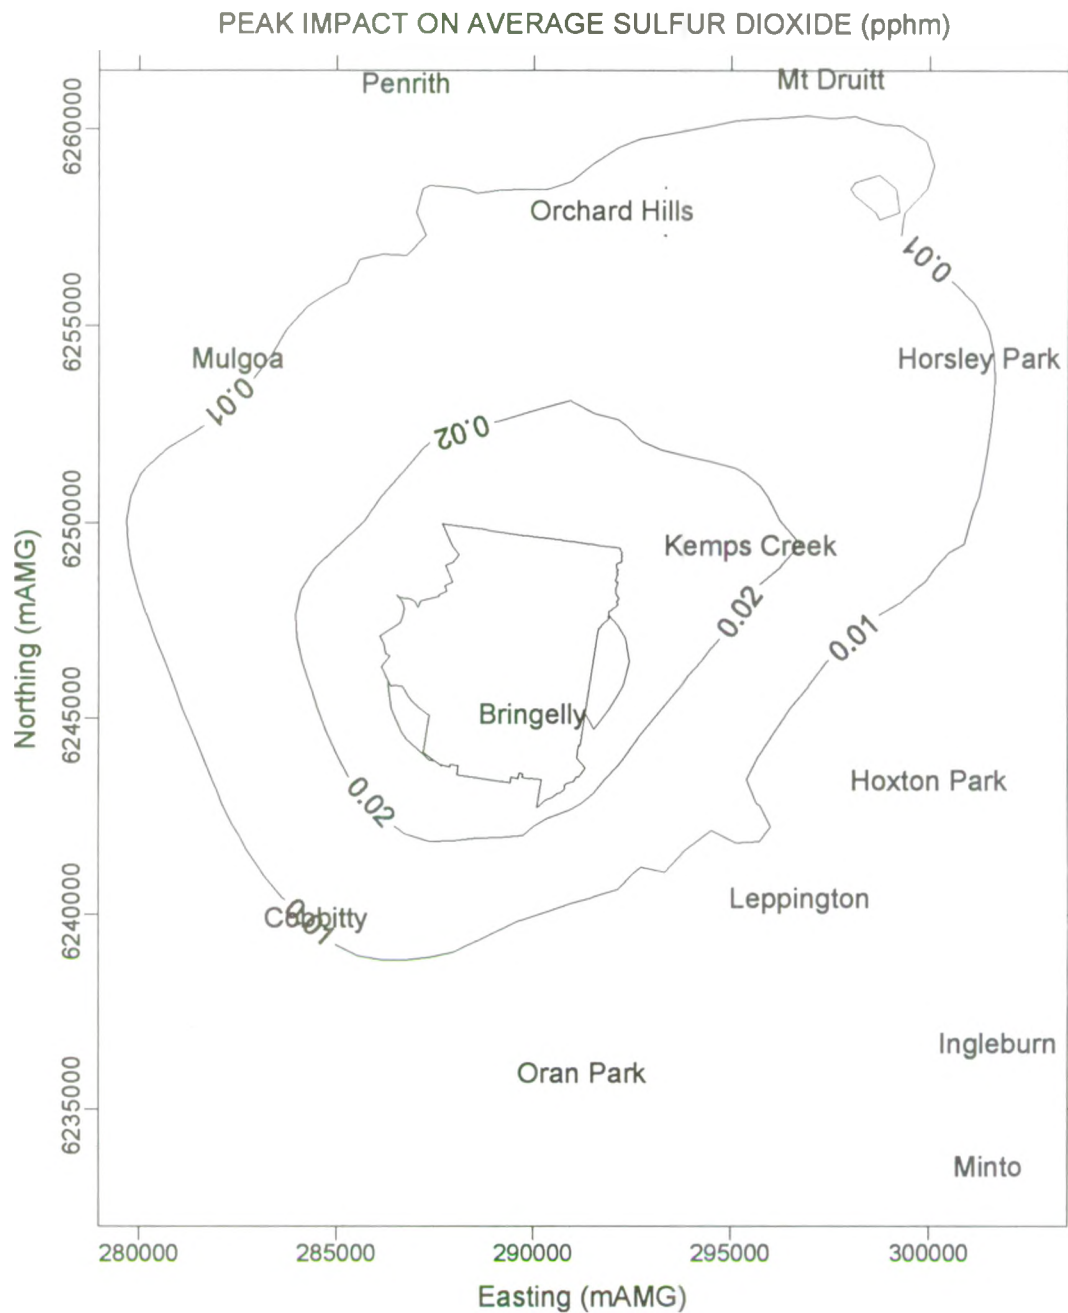 PEAK IMPACT ON AVERAGE SULFUR DIOXIDE (pphm)
Penrith
Mt Druitt
6260000
Orchard Hills
0.01
6255000
Mulgoa
Horsley Park
0.01
0.02
6250000
Kemps Creek
0.02
0.01
Northing (mAMG)
6245000
Bringelly
Hoxton Park
0.02
Leppington
6240000
Cobbitty
0.01
Ingleburn
Oran Park
6235000
Minto
280000
285000
290000
295000
300000
Easting (mAMG)